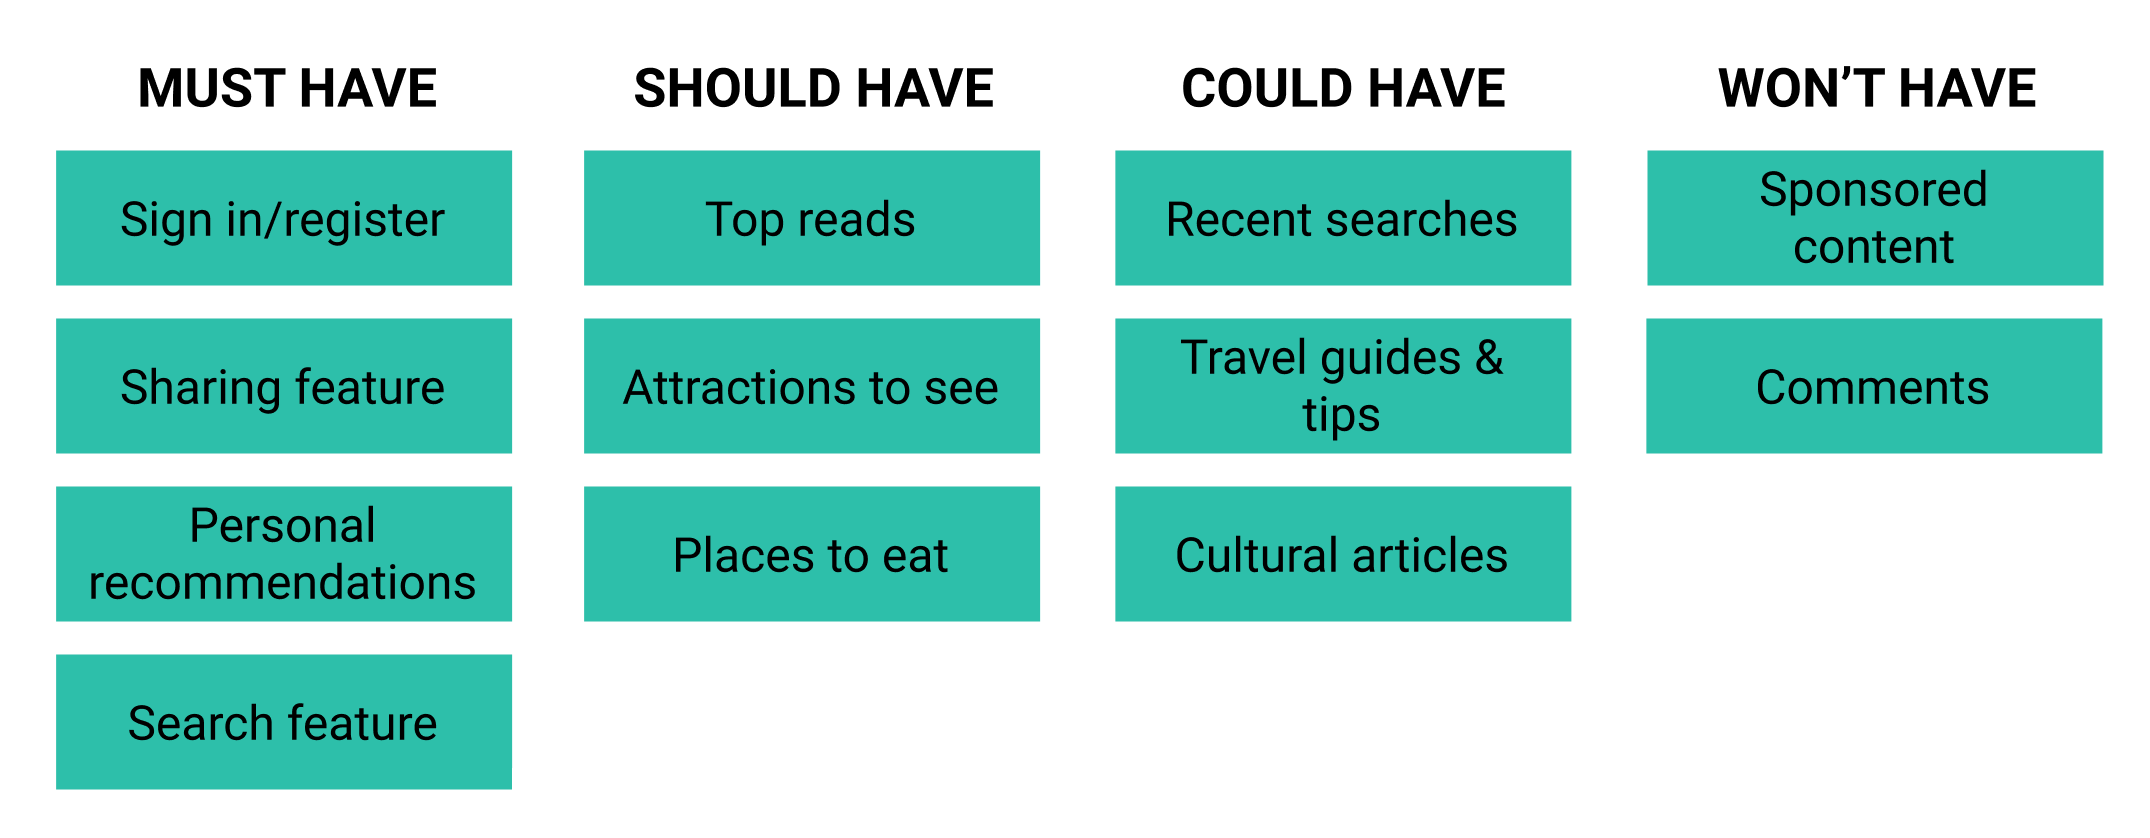 MUST HAVE
Sign in/register
Sharing feature
Personal
recommendations
Search feature
SHOULD HAVE
Top reads
Attractions to see
Places to eat
COULD HAVE
Recent searches
Travel guides &
tips
Cultural articles
WON’T HAVE
Sponsored
content
Comments